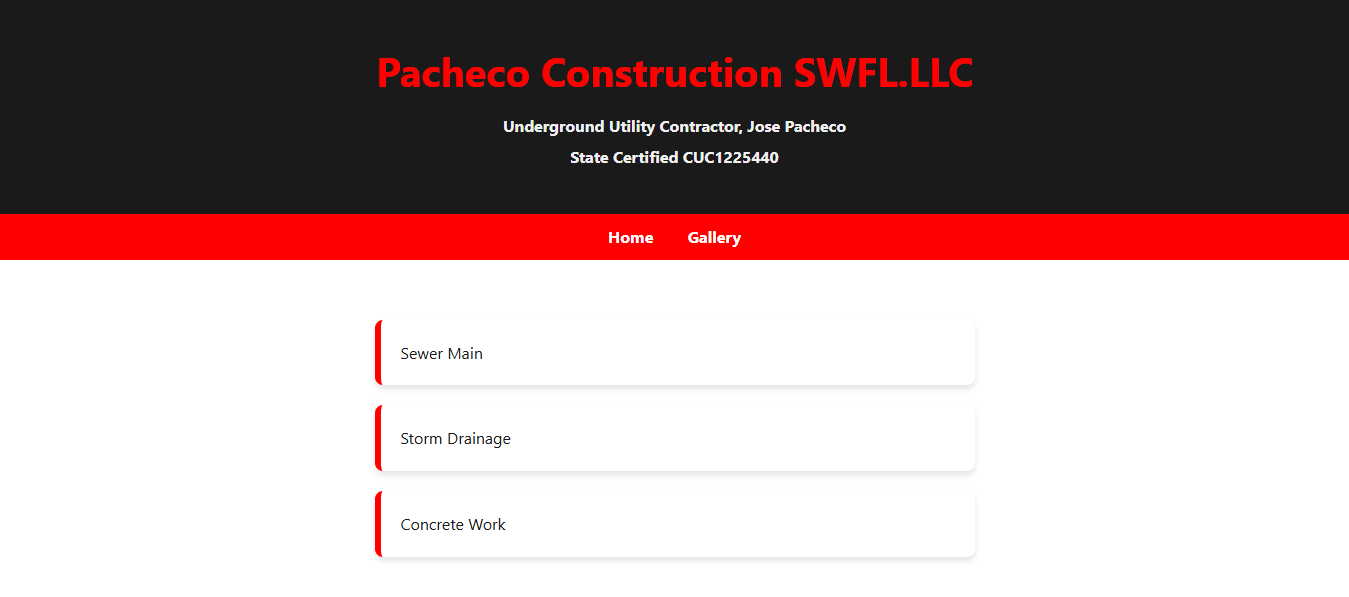 Pacheco Construction SWFL.LLC
Underground Utility Contractor, Jose Pacheco
State Certified CUC1225440
Home Gallery
Sewer Main
Storm Drainage
Concrete Work